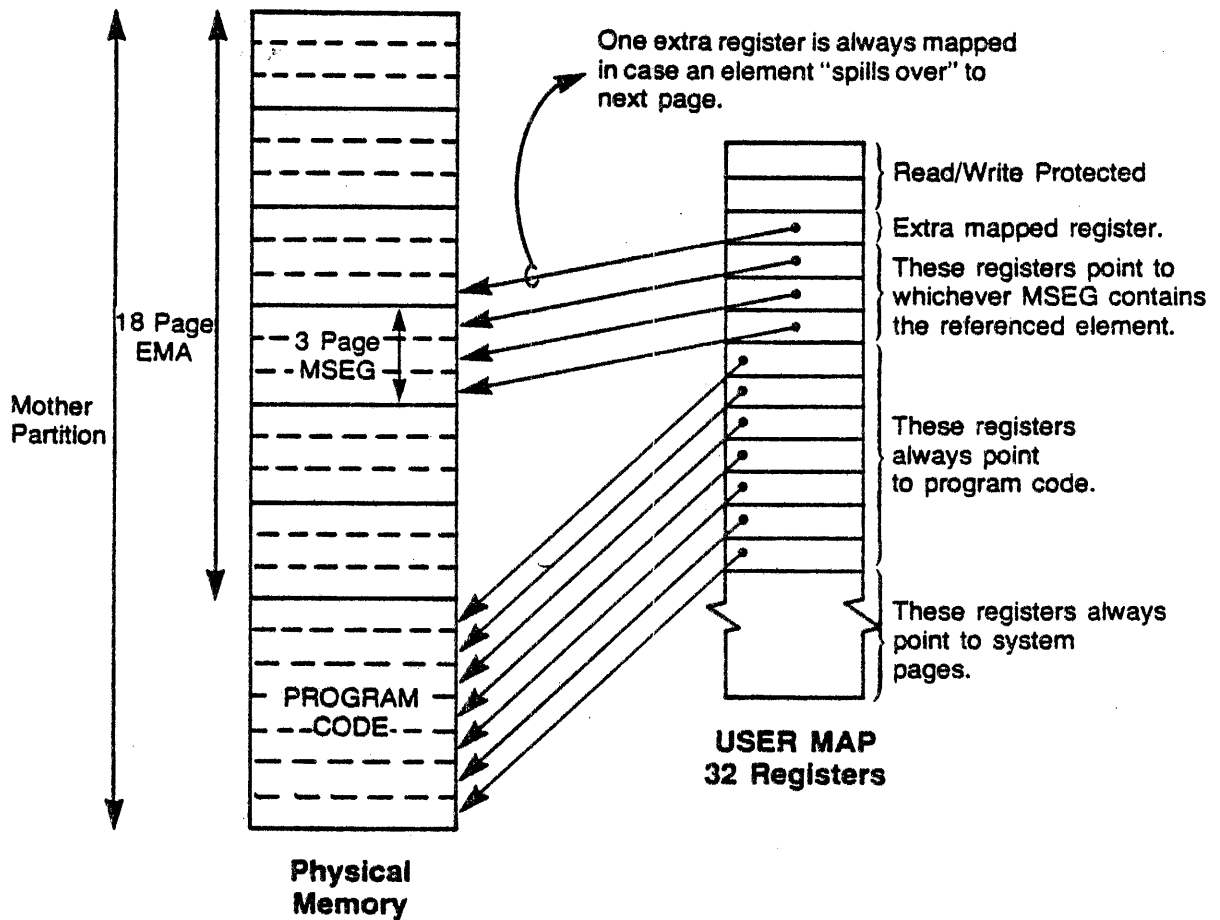 One extra register is always mapped
in case an element "spills over" to
next page.
Read/Write Protected
Extra mapped register.
These registers point to
whichever MSEG contains
the referenced element.
18 Page
EMA
3 Page
MSEG
Mother
Partition
These registers
always point
to program code.
These registers always
point to system
pages.
PROGRAM
CODE
USER MAP
32 Registers
Physical
Memory